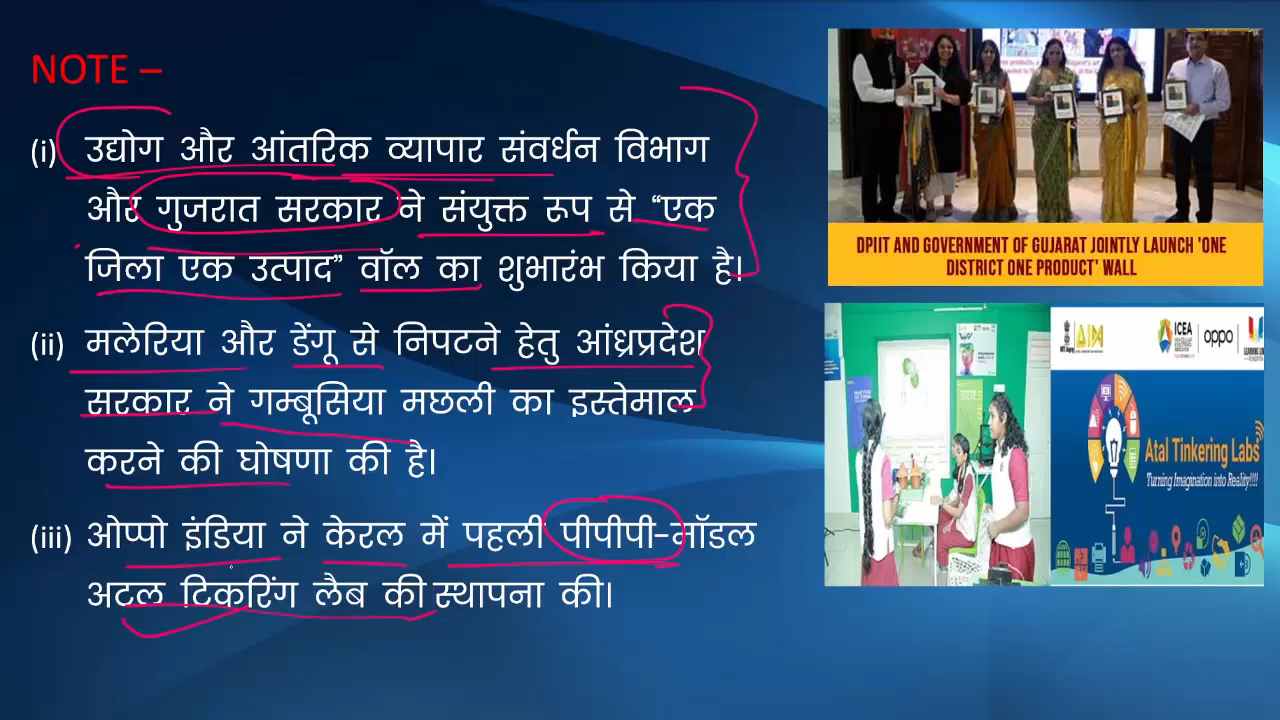 NOTE –
(i) उद्योग और आंतरिक व्यापार संवर्धन विभाग
और गुजरात सरकार ने संयुक्त रूप से “एक
जिला एक उत्पाद” वॉल का शुभारंभ किया है।
(ii) मलेरिया और डेंगू से निपटने हेतु आंध्रप्रदेश
सरकार ने गम्बूसिया मछली का इस्तेमाल
करने की घोषणा की है।
(iii) ओप्पो इंडिया ने केरल में पहली पीपीपी-मॉडल
अटल टिंकरिंग लैब की स्थापना की।
DPIIT AND GOVERNMENT OF GUJARAT JOINTLY LAUNCH 'ONE
DISTRICT ONE PRODUCT' WALL
AIM
ICEA
oppo
Atal Tinkering Labs
Turning Imagination into Reality!!!!